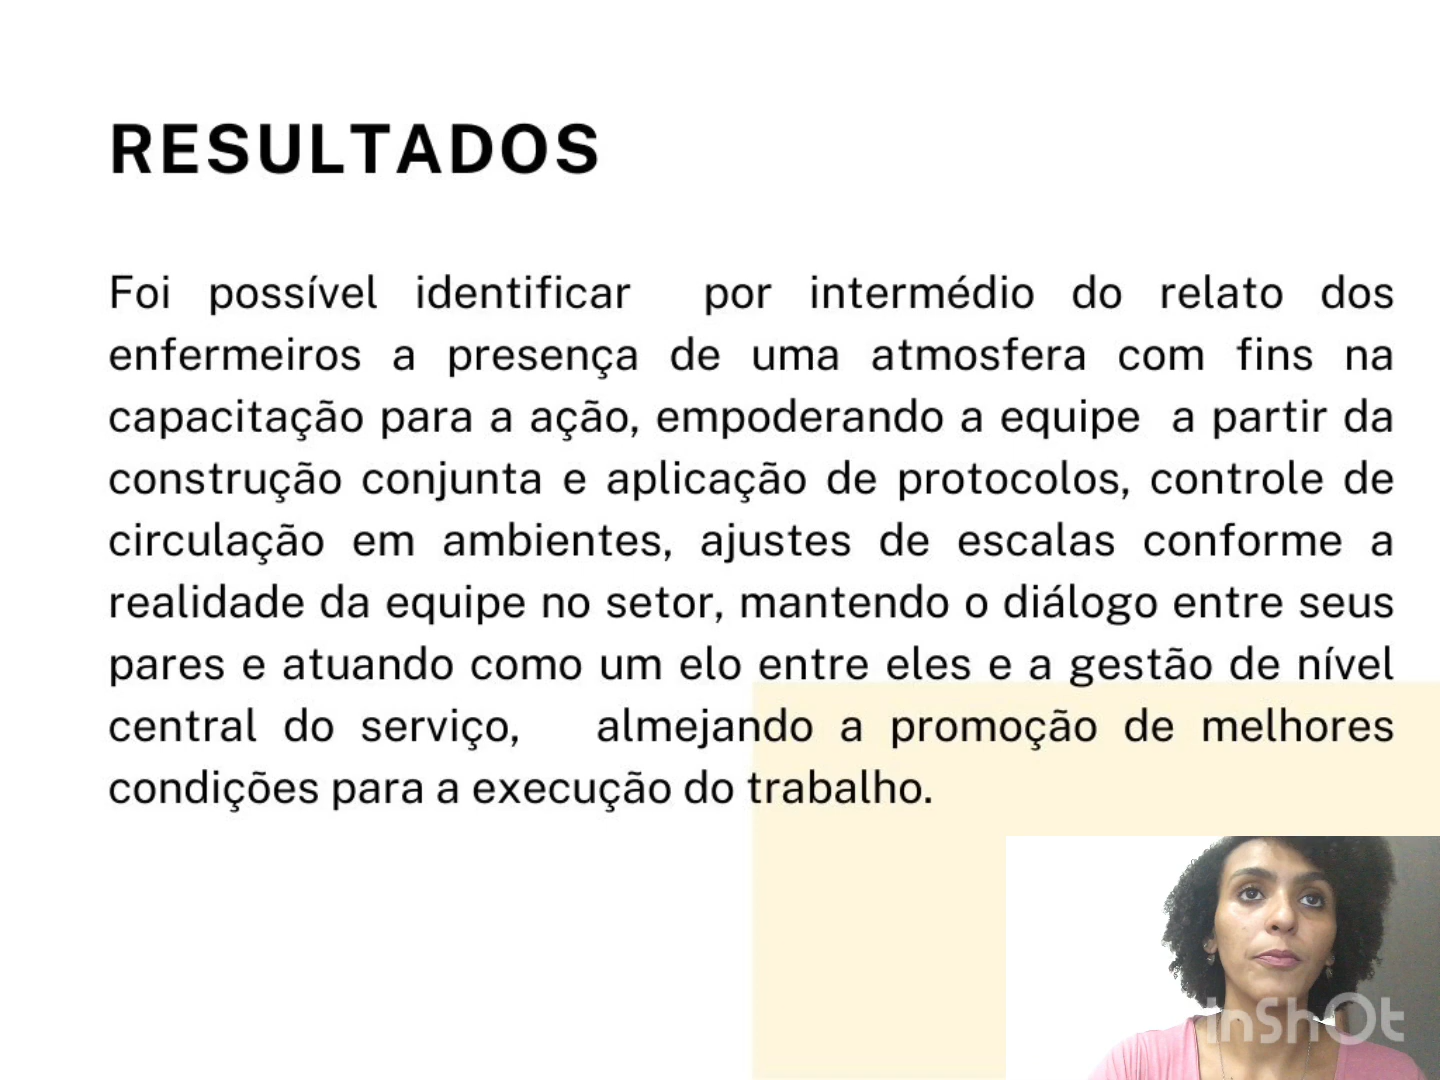 RESULTADOS
Foi possível identificar por intermédio do relato dos
enfermeiros a presença de uma atmosfera com fins na
capacitação para a ação, empoderando a equipe a partir da
construção conjunta e aplicação de protocolos, controle de
circulação em ambientes, ajustes de escalas conforme a
realidade da equipe no setor, mantendo o diálogo entre seus
pares e atuando como um elo entre eles e a gestão de nível
central do serviço, almejando a promoção de melhores
condições para a execução do trabalho.
InShOt